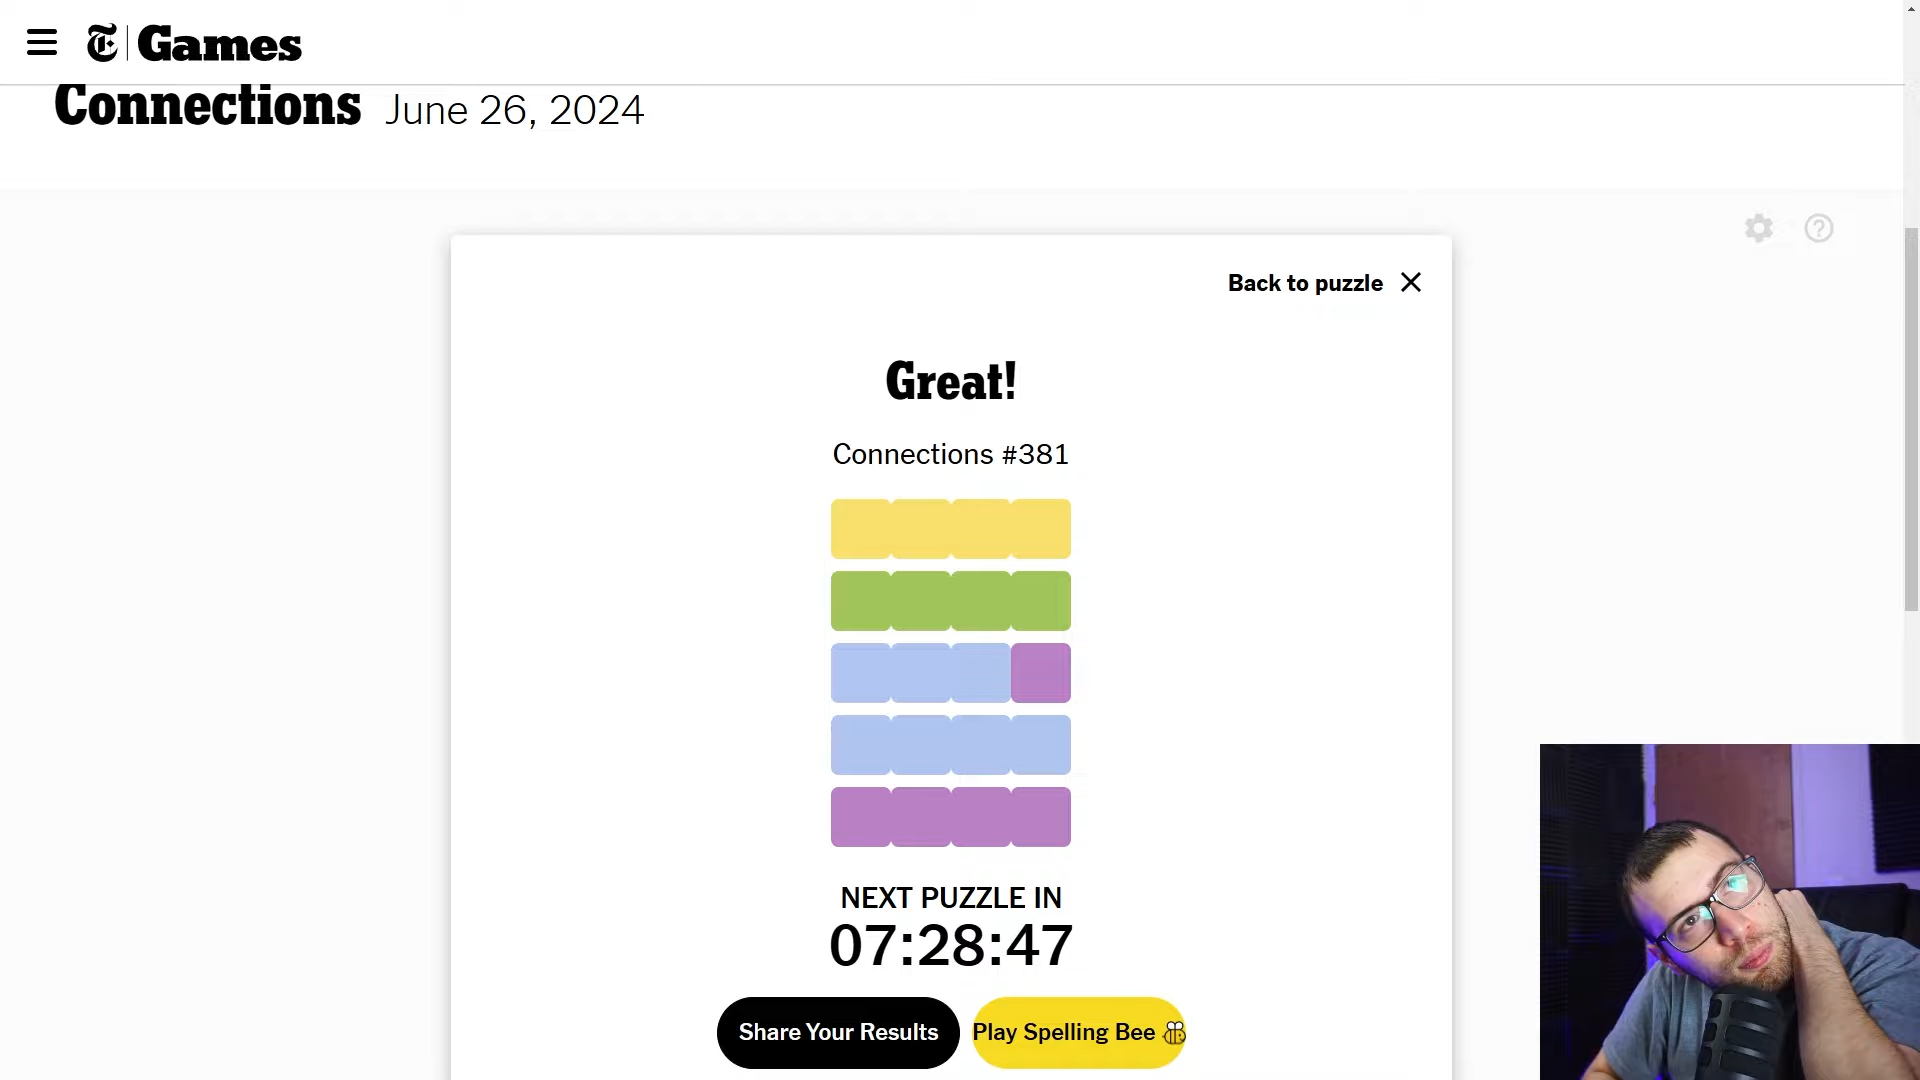 T Games
Connections June 26, 2024
Back to puzzle
Great!
Connections #381
NEXT PUZZLE IN
07:28:47
Share Your Results
Play Spelling Bee